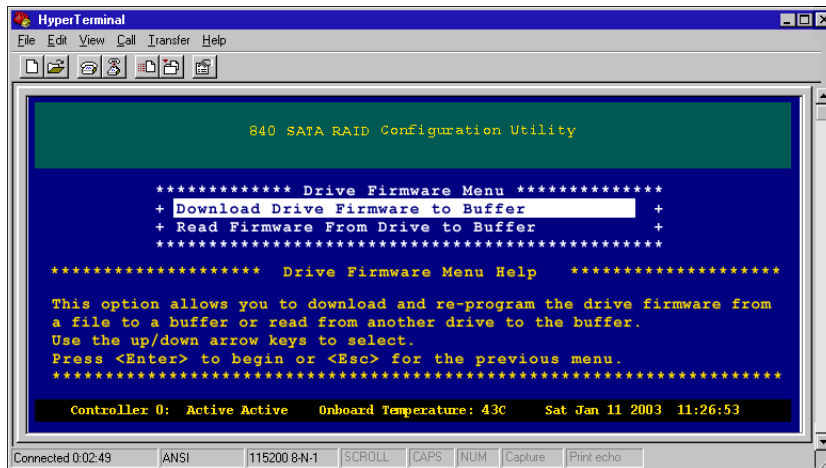 HyperTerminal
File Edit View Call Transfer Help
840 SATA RAID Configuration Utility
************* Drive Firmware Menu **************
+ Download Drive Firmware to Buffer +
+ Read Firmware From Drive to Buffer +
************************************************
******************** Drive Firmware Menu Help ********************
This option allows you to download and re-program the drive firmware from
a file to a buffer or read from another drive to the buffer.
Use the up/down arrow keys to select.
Press <Enter> to begin or <Esc> for the previous menu.
**********************************************************************
Controller 0: Active Active Onboard Temperature: 43C Sat Jan 11 2003 11:26:53
Connected 0:02:49 ANSI 115200 8-N-1 SCROLL CAPS NUM Capture Print echo